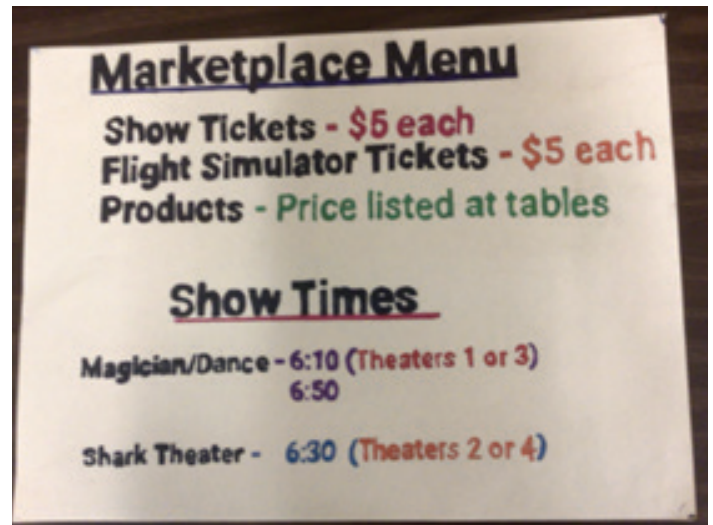 Marketplace Menu
Show Tickets - $5 each
Flight Simulator Tickets - $5 each
Products - Price listed at tables
Show Times
Magician/Dance - 6:10 (Theaters 1 or 3)
6:50
Shark Theater - 6:30 (Theaters 2 or 4)